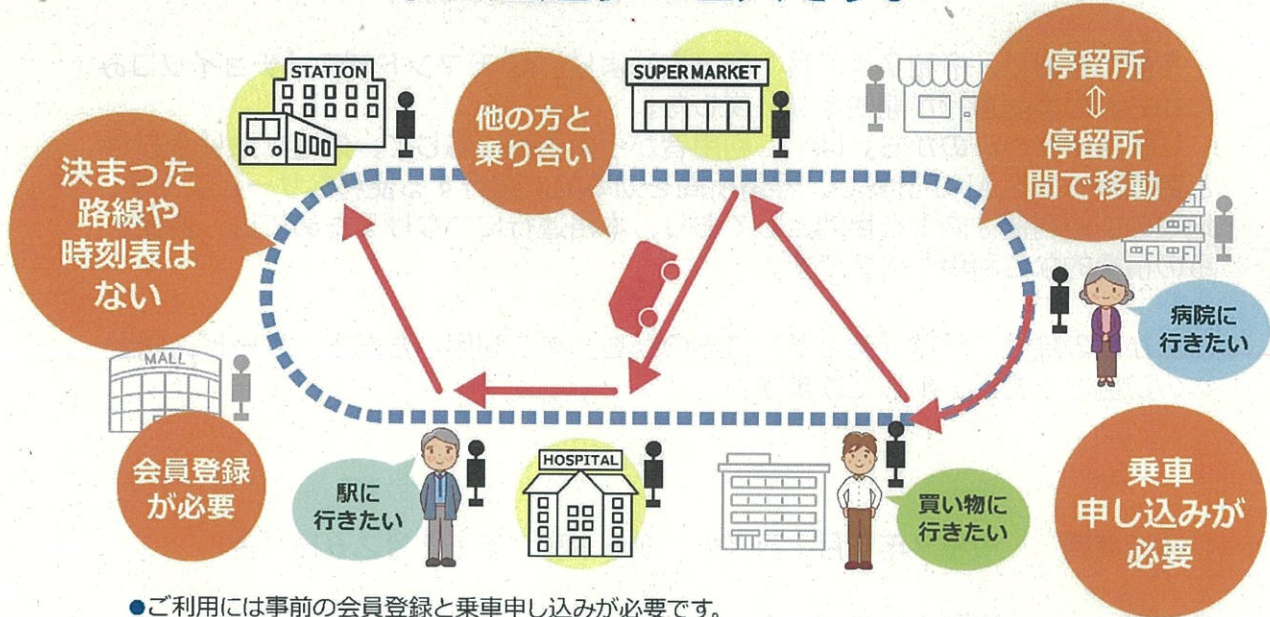 STATION
SUPERMARKET
他の方と
乗り合い
停留所
⇕
停留所
間で移動
決まった
路線や
時刻表は
ない
病院に
行きたい
MALL
会員登録
が必要
駅に
行きたい
HOSPITAL
買い物に
行きたい
乗車
申し込みが
必要
●ご利用には事前の会員登録と乗車申し込みが必要です。